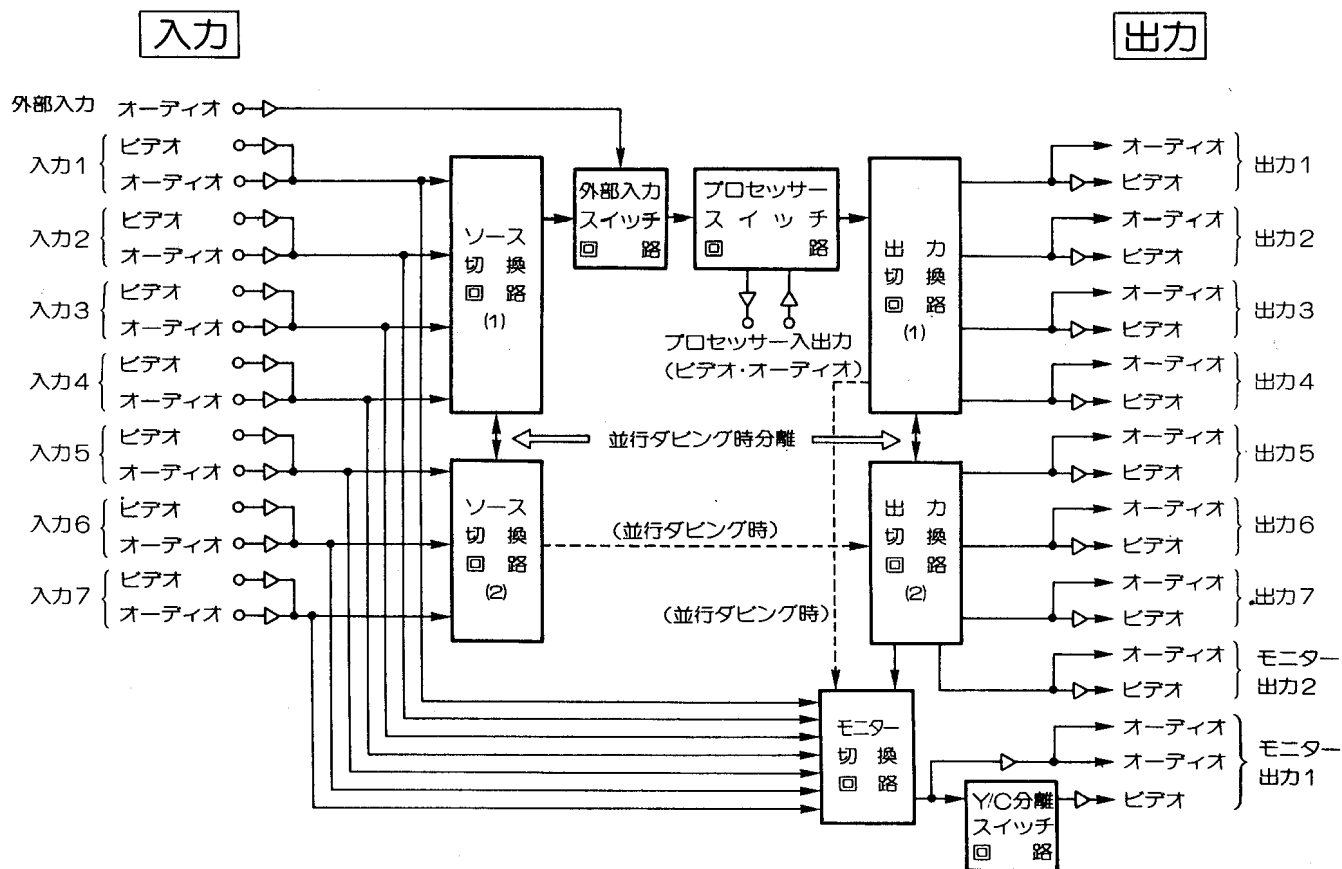 入力
出力
外部入力 オーディオ
入力1
ビデオ
オーディオ
入力2
ビデオ
オーディオ
入力3
ビデオ
オーディオ
入力4
ビデオ
オーディオ
入力5
ビデオ
オーディオ
入力6
ビデオ
オーディオ
入力7
ビデオ
オーディオ
ソース
切換
回路
(1)
外部入力
スイッチ
回路
プロセッサー
スイッチ
回路
プロセッサー入出力
(ビデオ・オーディオ)
出力
切換
回路
(1)
並行ダビング時分離
ソース
切換
回路
(2)
(並行ダビング時)
(並行ダビング時)
出力
切換
回路
(2)
モニター
切換
回路
Y/C分離
スイッチ
回路
オーディオ
ビデオ
出力1
オーディオ
ビデオ
出力2
オーディオ
ビデオ
出力3
オーディオ
ビデオ
出力4
オーディオ
ビデオ
出力5
オーディオ
ビデオ
出力6
オーディオ
ビデオ
出力7
オーディオ
ビデオ
モニター
出力2
オーディオ
オーディオ
ビデオ
モニター
出力1